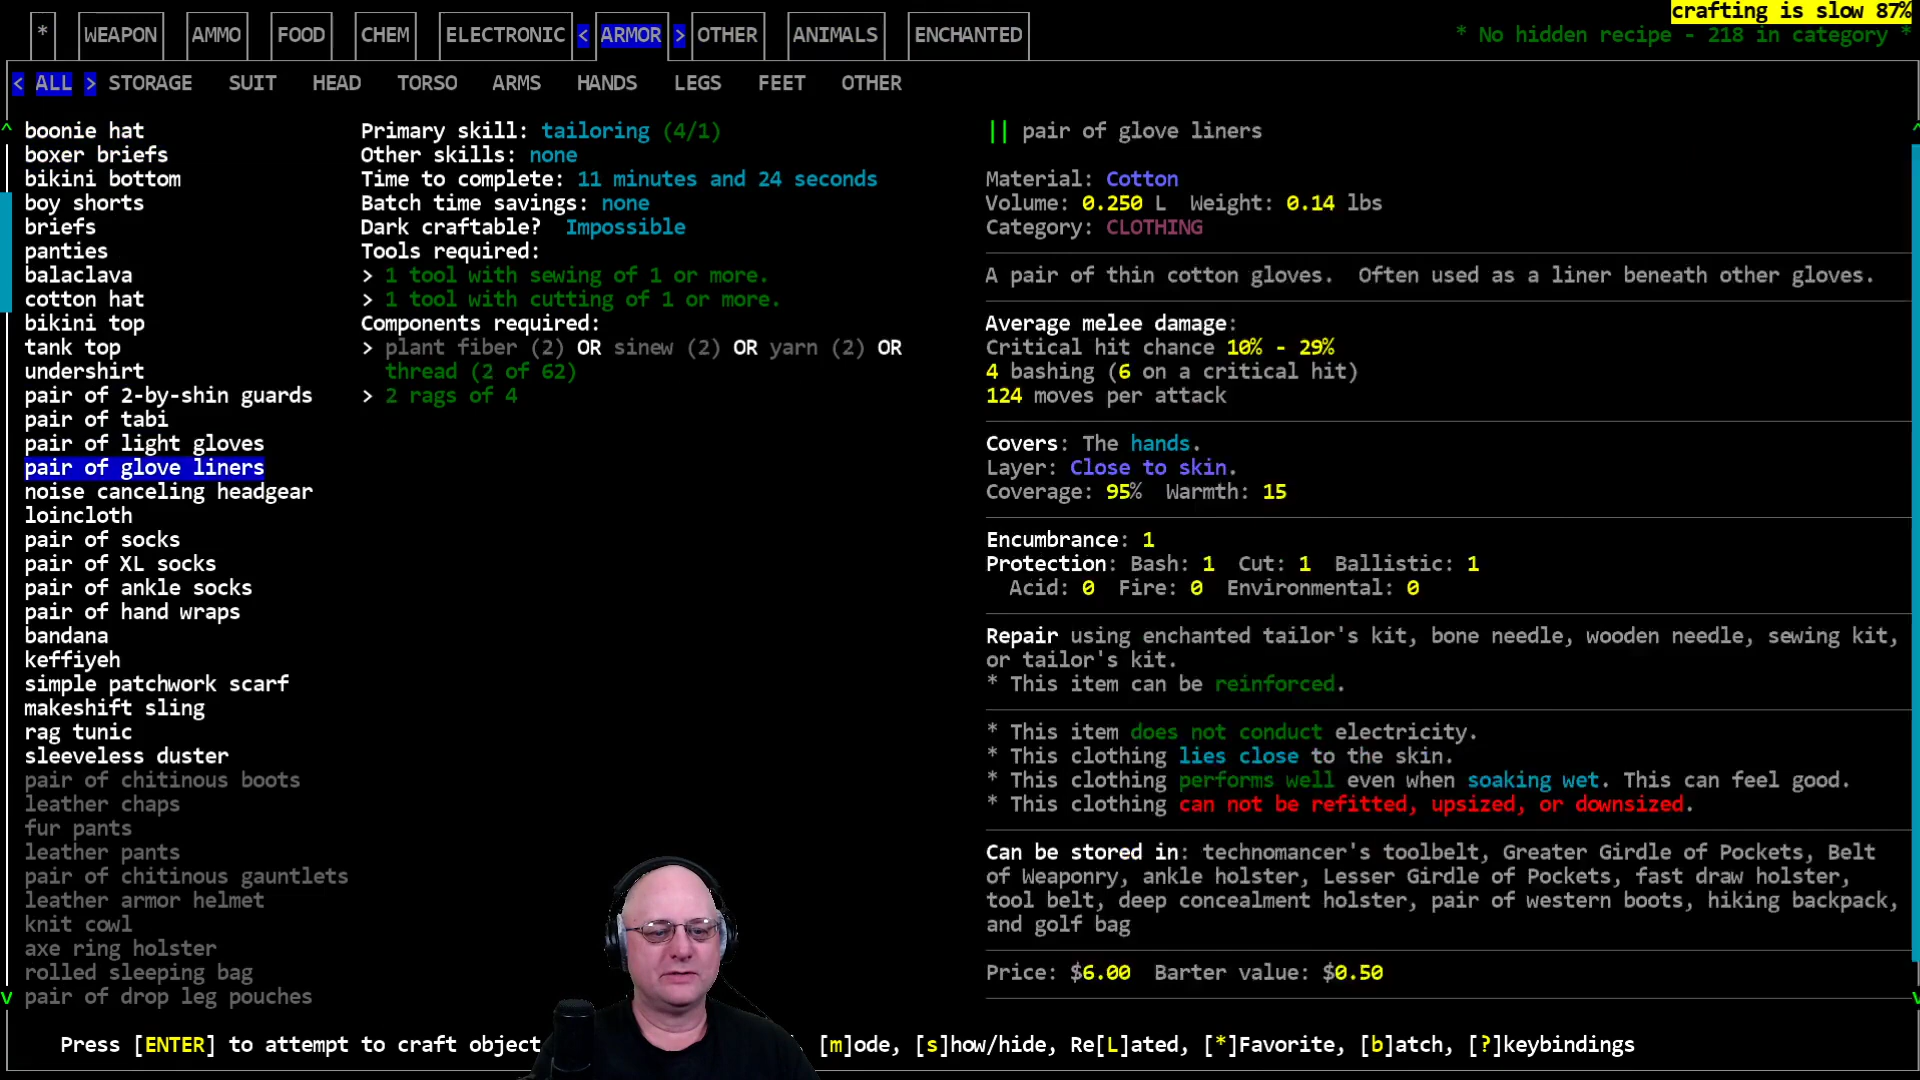 crafting is slow 87%
* WEAPON AMMO FOOD CHEM ELECTRONIC < ARMOR > OTHER ANIMALS ENCHANTED
* No hidden recipe - 218 in category *
< ALL > STORAGE SUIT HEAD TORSO ARMS HANDS LEGS FEET OTHER
boonie hat
boxer briefs
bikini bottom
boy shorts
briefs
panties
balaclava
cotton hat
bikini top
tank top
undershirt
pair of 2-by-shin guards
pair of tabi
pair of light gloves
pair of glove liners
noise canceling headgear
loincloth
pair of socks
pair of XL socks
pair of ankle socks
pair of hand wraps
bandana
keffiyeh
simple patchwork scarf
makeshift sling
rag tunic
sleeveless duster
pair of chitinous boots
leather chaps
fur pants
leather pants
pair of chitinous gauntlets
leather armor helmet
knit cowl
axe ring holster
rolled sleeping bag
pair of drop leg pouches
Primary skill: tailoring (4/1)
Other skills: none
Time to complete: 11 minutes and 24 seconds
Batch time savings: none
Dark craftable? Impossible
Tools required:
> 1 tool with sewing of 1 or more.
> 1 tool with cutting of 1 or more.
Components required:
> plant fiber (2) OR sinew (2) OR yarn (2) OR
thread (2 of 62)
> 2 rags of 4
|| pair of glove liners
Material: Cotton
Volume: 0.250 L Weight: 0.14 lbs
Category: CLOTHING
A pair of thin cotton gloves. Often used as a liner beneath other gloves.
Average melee damage:
Critical hit chance 10% - 29%
4 bashing (6 on a critical hit)
124 moves per attack
Covers: The hands.
Layer: Close to skin.
Coverage: 95% Warmth: 15
Encumbrance: 1
Protection: Bash: 1 Cut: 1 Ballistic: 1
Acid: 0 Fire: 0 Environmental: 0
Repair using enchanted tailor's kit, bone needle, wooden needle, sewing kit,
or tailor's kit.
* This item can be reinforced.
* This item does not conduct electricity.
* This clothing lies close to the skin.
* This clothing performs well even when soaking wet. This can feel good.
* This clothing can not be refitted, upsized, or downsized.
Can be stored in: technomancer's toolbelt, Greater Girdle of Pockets, Belt
of Weaponry, ankle holster, Lesser Girdle of Pockets, fast draw holster,
tool belt, deep concealment holster, pair of western boots, hiking backpack,
and golf bag
Price: $6.00 Barter value: $0.50
Press [ENTER] to attempt to craft object [m]ode, [s]how/hide, Re[L]ated, [*]Favorite, [b]atch, [?]keybindings